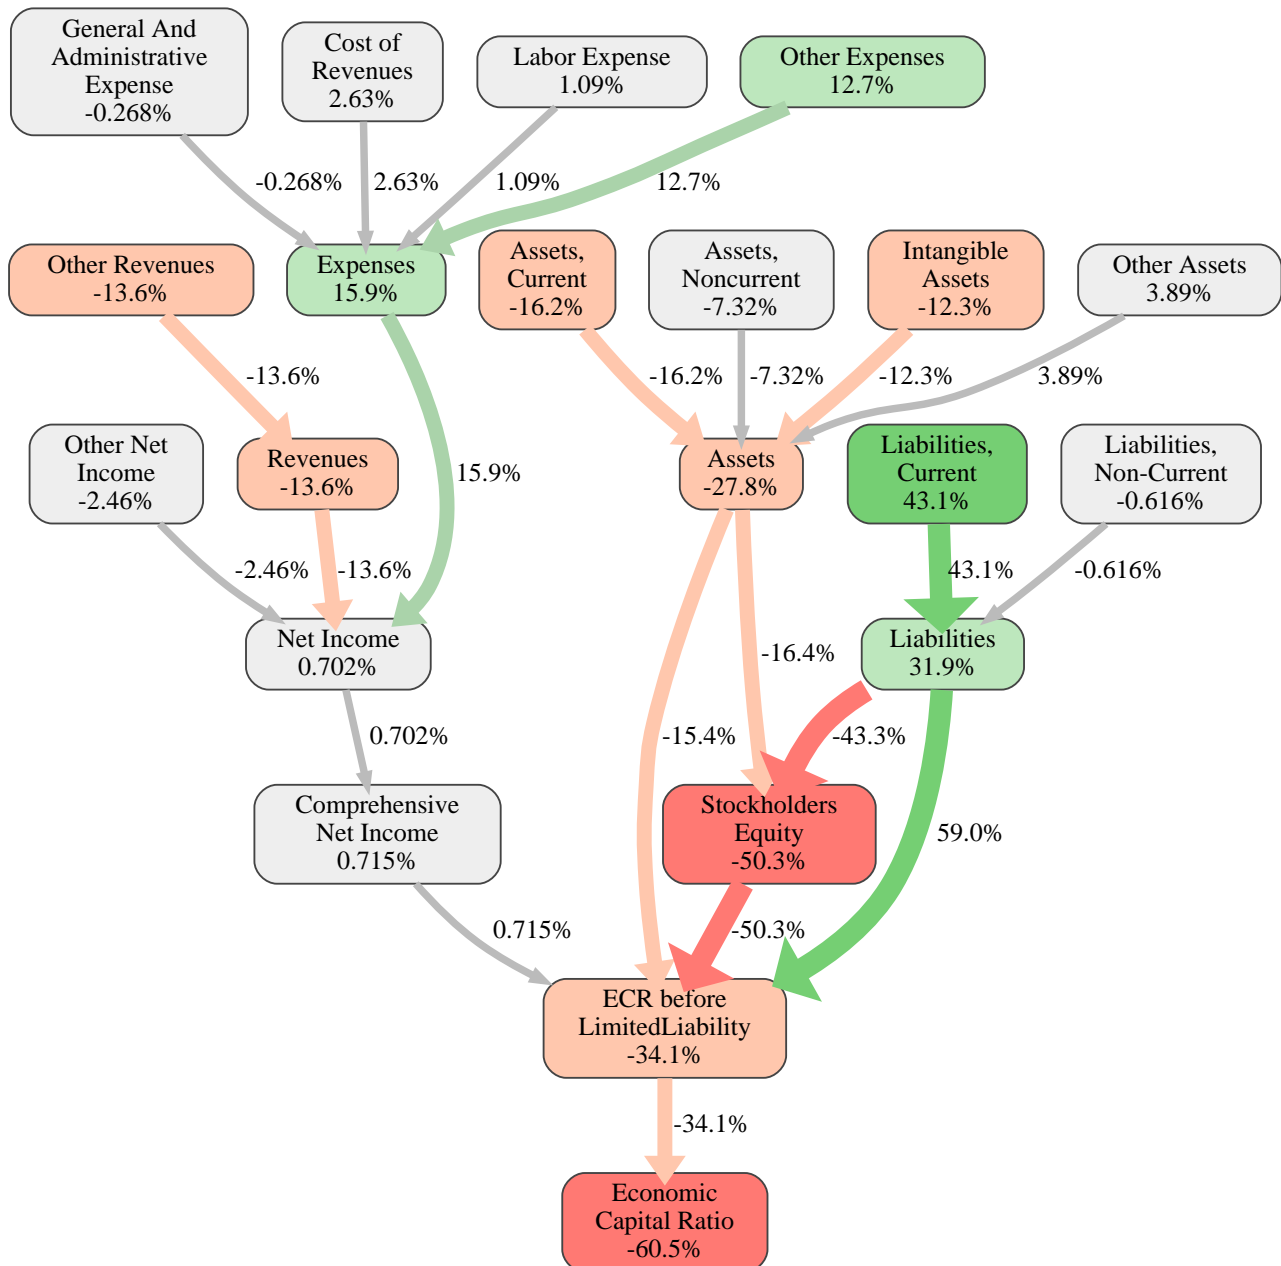 General And
Administrative
Expense
-0.268%
Cost of
Revenues
2.63%
Labor Expense
1.09%
Other Expenses
12.7%
-0.268%
2.63%
1.09%
12.7%
Other Revenues
-13.6%
Expenses
15.9%
Assets,
Current
-16.2%
Assets,
Noncurrent
-7.32%
Intangible
Assets
-12.3%
Other Assets
3.89%
-13.6%
-16.2%
-7.32%
-12.3%
3.89%
Other Net
Income
-2.46%
Revenues
-13.6%
15.9%
Assets
-27.8%
Liabilities,
Current
43.1%
Liabilities,
Non-Current
-0.616%
-2.46%
-13.6%
43.1%
-0.616%
Net Income
0.702%
-16.4%
Liabilities
31.9%
0.702%
-15.4%
-43.3%
Comprehensive
Net Income
0.715%
Stockholders
Equity
-50.3%
59.0%
0.715%
-50.3%
ECR before
LimitedLiability
-34.1%
-34.1%
Economic
Capital Ratio
-60.5%